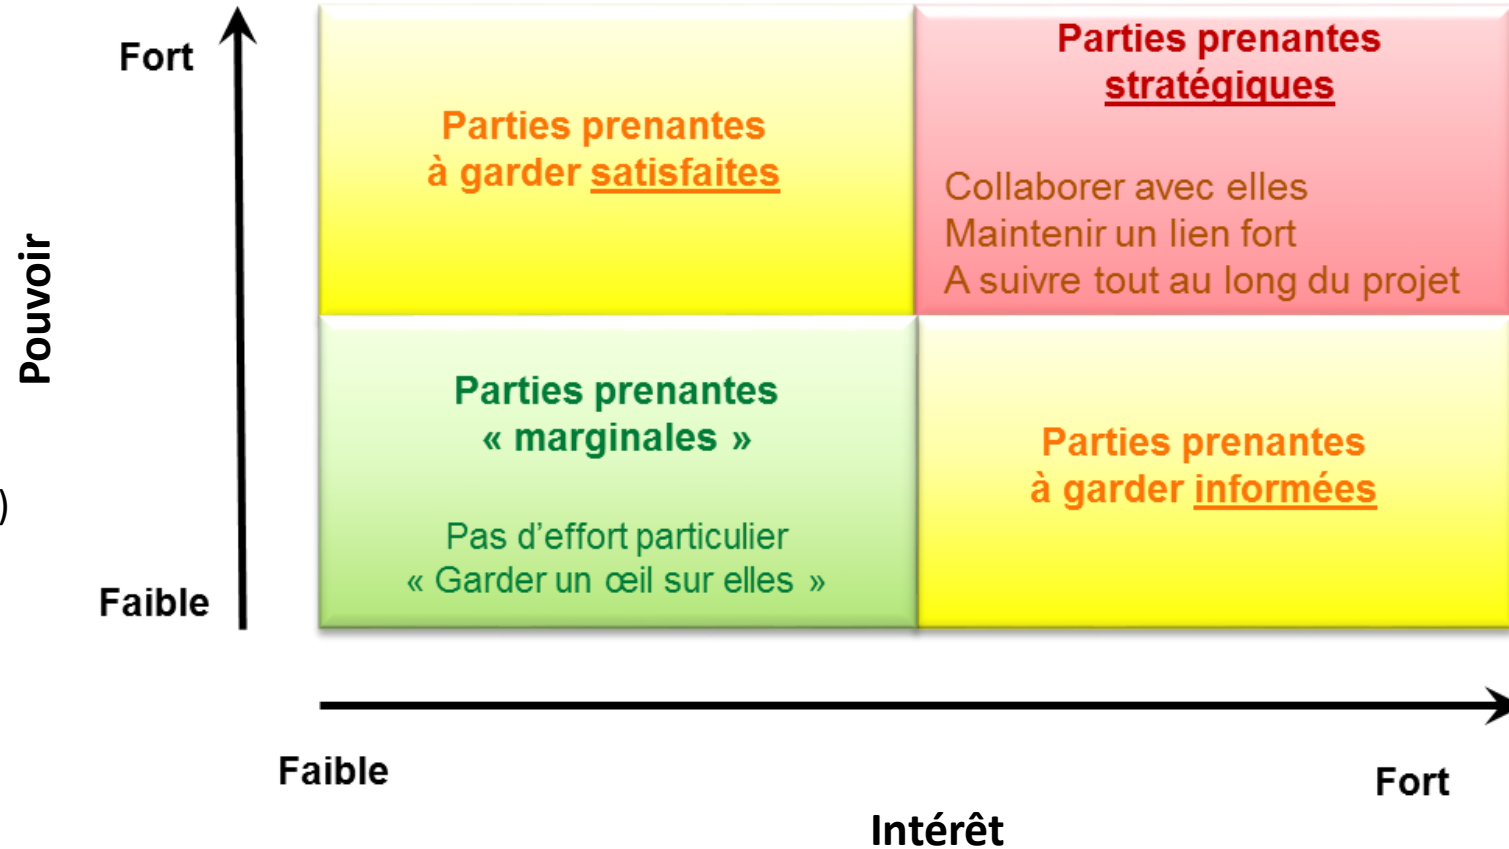 Fort
Parties prenantes
à garder satisfaites
Parties prenantes
stratégiques
Collaborer avec elles
Maintenir un lien fort
A suivre tout au long du projet
Pouvoir
Parties prenantes
« marginales »
Pas d’effort particulier
« Garder un œil sur elles »
Parties prenantes
à garder informées
)
Faible
Faible
Fort
Intérêt